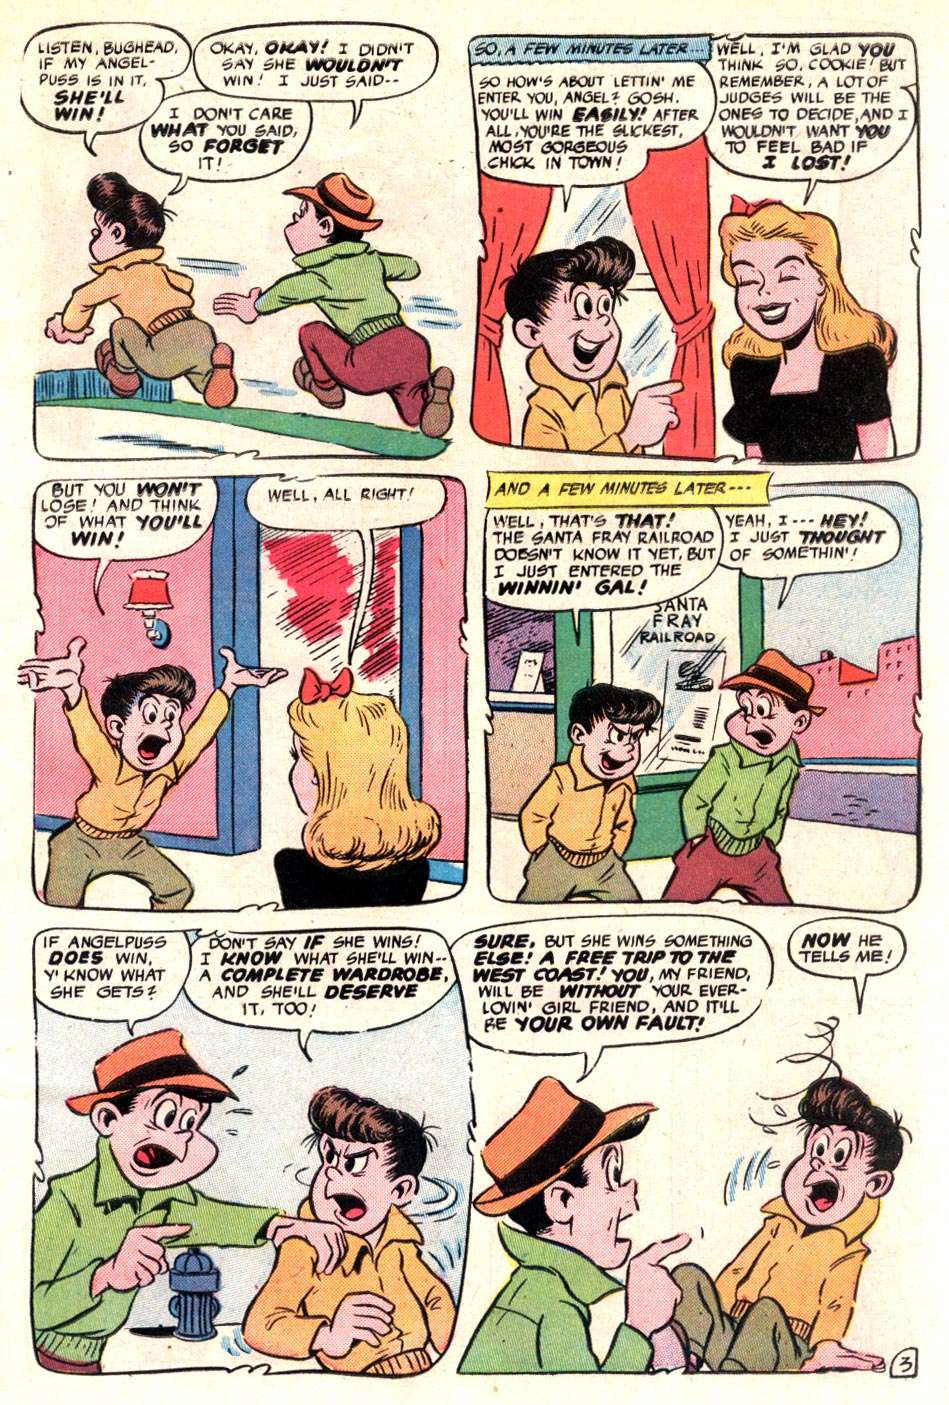 LISTEN, BUGHEAD,
IF MY ANGEL-
PUSS IS IN IT,
SHE'LL
WIN!
OKAY, OKAY! I DIDN'T
SAY SHE WOULDN'T
WIN! I JUST SAID--
I DON'T CARE
WHAT YOU SAID,
SO FORGET
IT!
SO, A FEW MINUTES LATER---
SO HOW'S ABOUT LETTIN' ME
ENTER YOU, ANGEL? GOSH,
YOU'LL WIN EASILY! AFTER
ALL, YOU'RE THE SLICKEST,
MOST GORGEOUS
CHICK IN TOWN!
WELL, I'M GLAD YOU
THINK SO, COOKIE! BUT
REMEMBER, A LOT OF
JUDGES WILL BE THE
ONES TO DECIDE, AND I
WOULDN'T WANT YOU
TO FEEL BAD IF
I LOST!
BUT YOU WON'T
LOSE! AND THINK
OF WHAT YOU'LL
WIN!
WELL, ALL RIGHT!
AND A FEW MINUTES LATER---
WELL, THAT'S THAT!
THE SANTA FRAY RAILROAD
DOESN'T KNOW IT YET, BUT
I JUST ENTERED THE
WINNIN' GAL!
YEAH, I--- HEY!
I JUST THOUGHT
OF SOMETHIN'!
SANTA
FRAY
RAILROAD
IF ANGELPUSS
DOES WIN,
Y'KNOW WHAT
SHE GETS?
DON'T SAY IF SHE WINS!
I KNOW WHAT SHE'LL WIN--
A COMPLETE WARDROBE,
AND SHE'LL DESERVE
IT, TOO!
SURE, BUT SHE WINS SOMETHING
ELSE! A FREE TRIP TO THE
WEST COAST! YOU, MY FRIEND,
WILL BE WITHOUT YOUR EVER-
LOVIN' GIRL FRIEND, AND IT'LL
BE YOUR OWN FAULT!
NOW HE
TELLS ME!
3